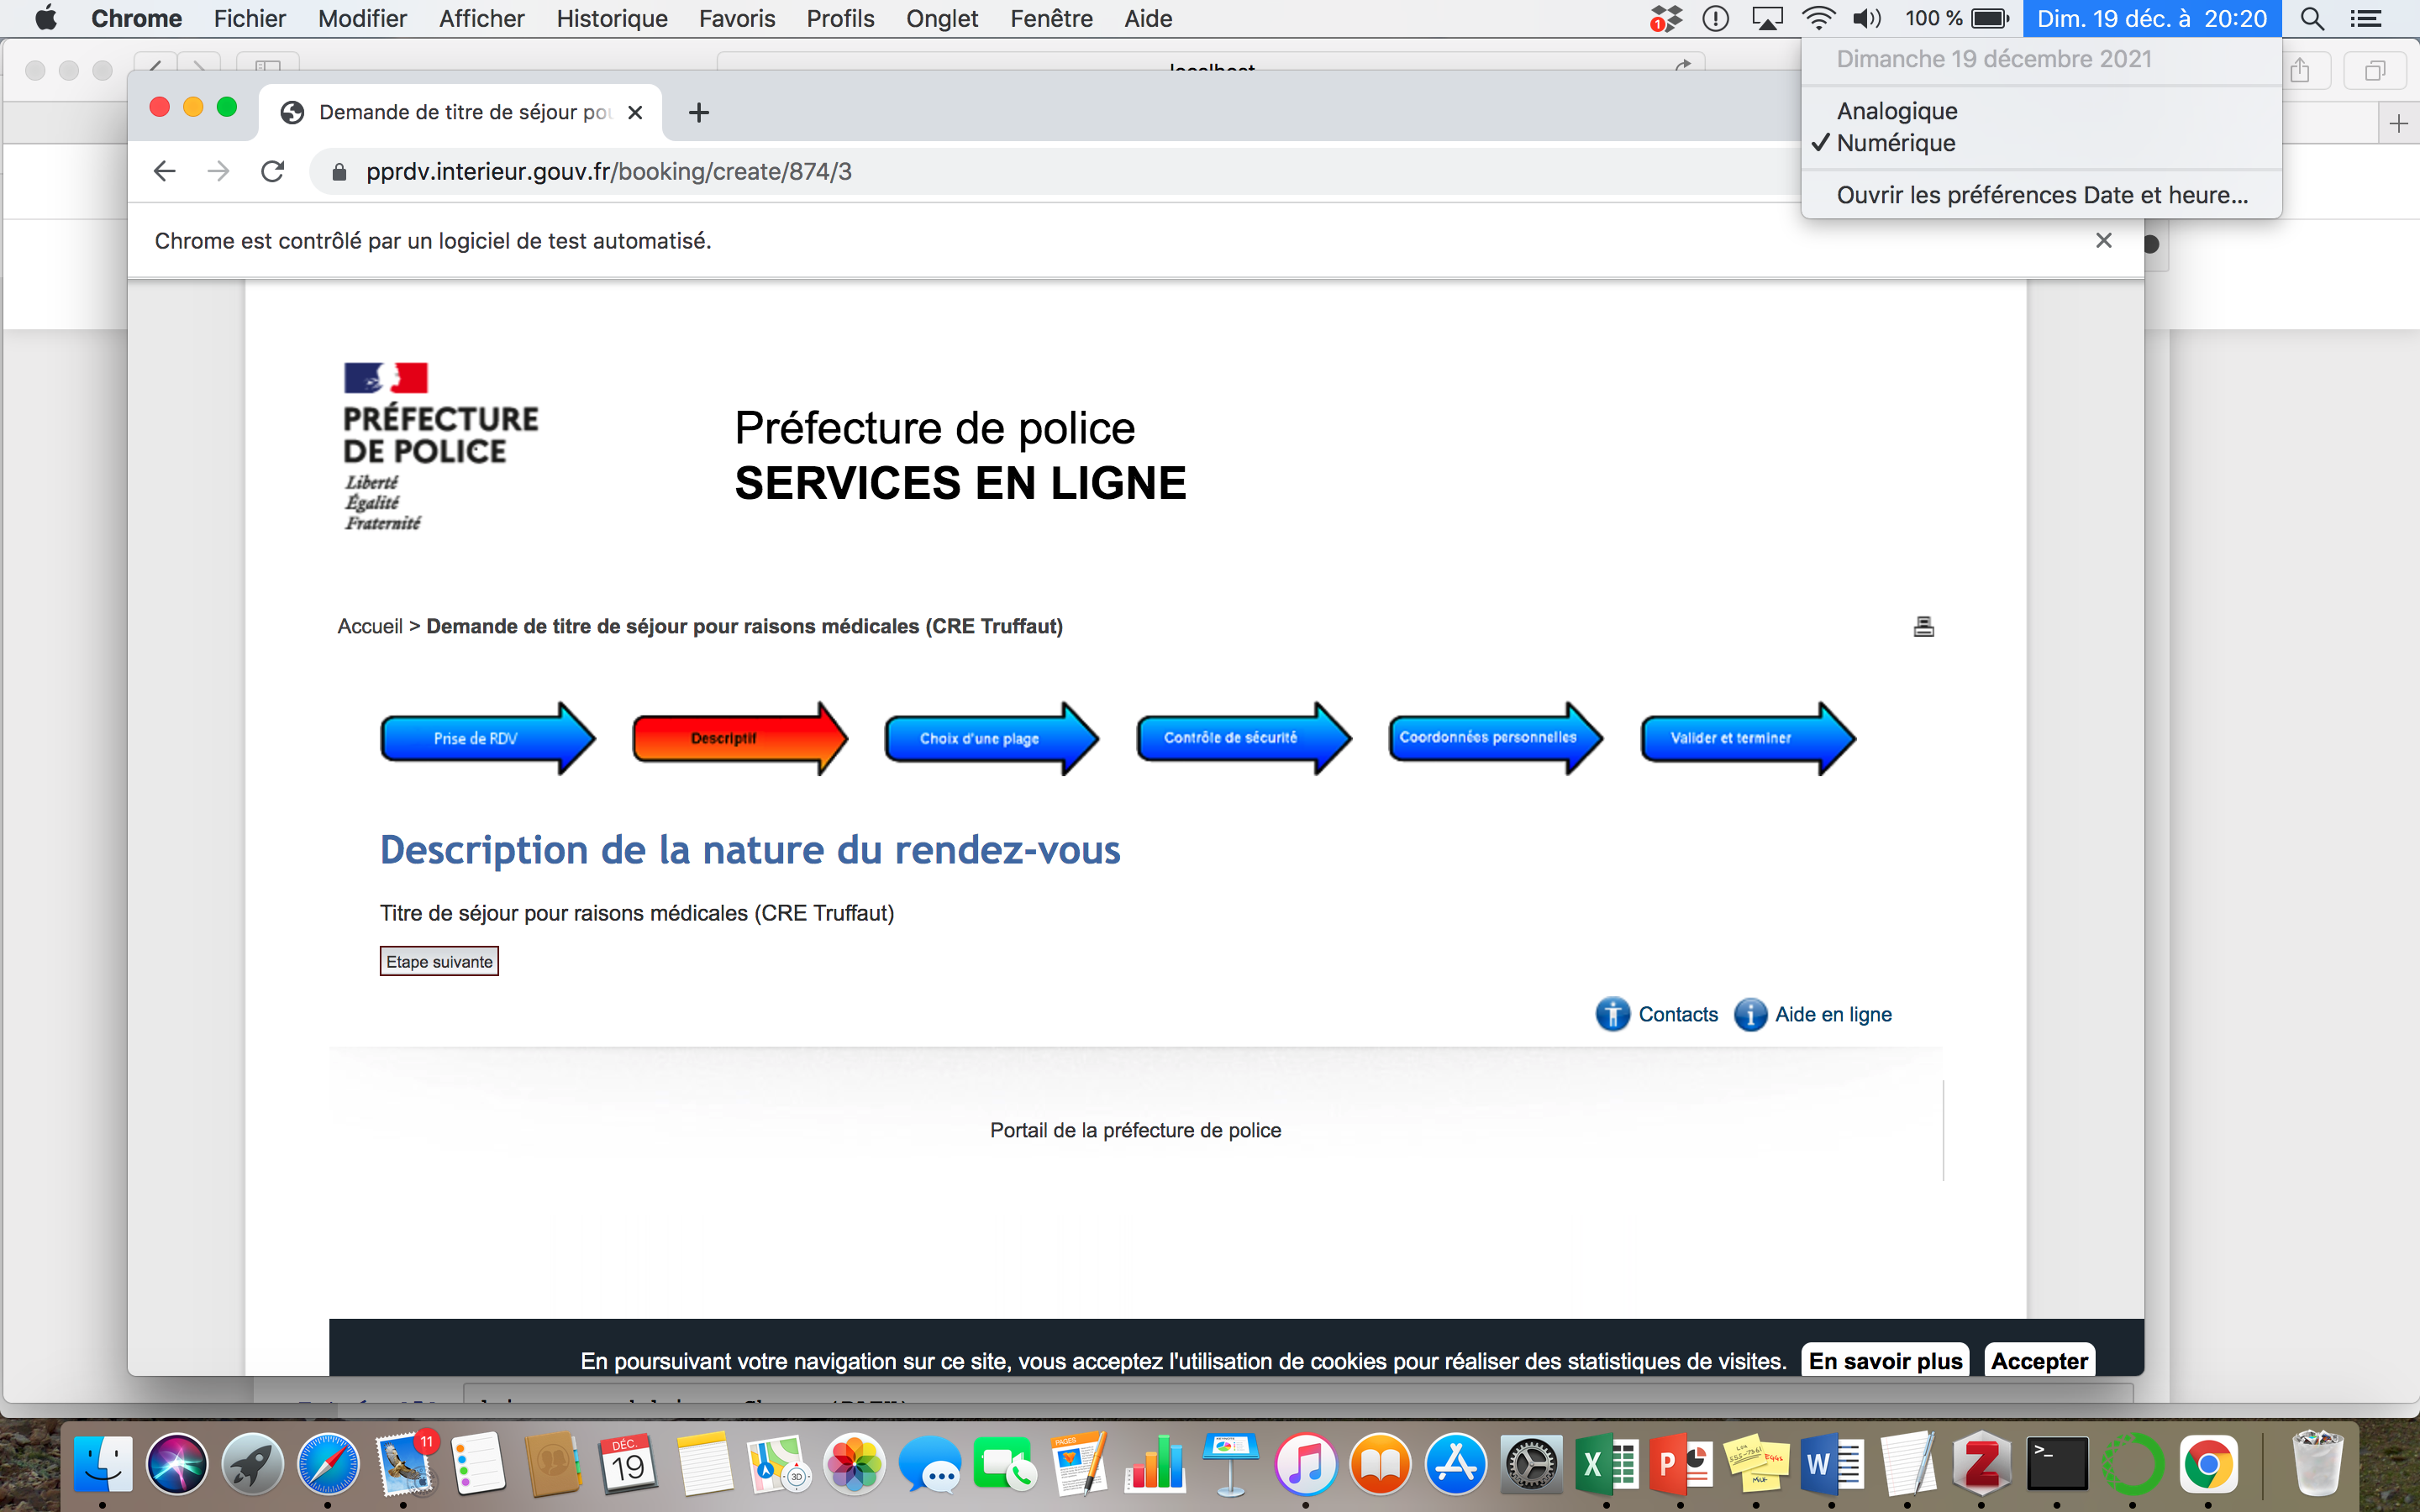 Chrome Fichier Modifier Afficher Historique Favoris Profils Onglet Fenêtre Aide 1 100 % Dim. 19 déc. à 20:20
Dimanche 19 décembre 2021
Analogique
✓ Numérique
Ouvrir les préférences Date et heure...
localhost
Demande de titre de séjour pou
pprdv.interieur.gouv.fr/booking/create/874/3
Chrome est contrôlé par un logiciel de test automatisé.
PRÉFECTURE
DE POLICE
Liberté
Égalité
Fraternité
Préfecture de police
SERVICES EN LIGNE
Accueil > Demande de titre de séjour pour raisons médicales (CRE Truffaut)
Prise de RDV
Descriptif
Choix d'une plage
Contrôle de sécurité
Coordonnées personnelles
Valider et terminer
Description de la nature du rendez-vous
Titre de séjour pour raisons médicales (CRE Truffaut)
Etape suivante
Contacts
Aide en ligne
Portail de la préfecture de police
En poursuivant votre navigation sur ce site, vous acceptez l'utilisation de cookies pour réaliser des statistiques de visites. En savoir plus Accepter
11
DÉC.
19
3D
PAGES
X
P
W
Z
>_